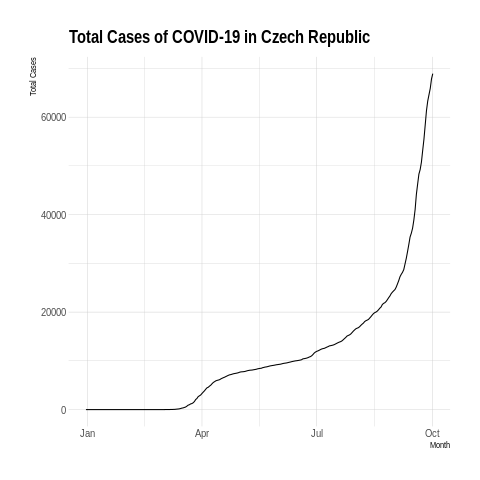 Total Cases of COVID-19 in Czech Republic
Total Cases
60000
40000
20000
0
Jan Apr Jul Oct
Month